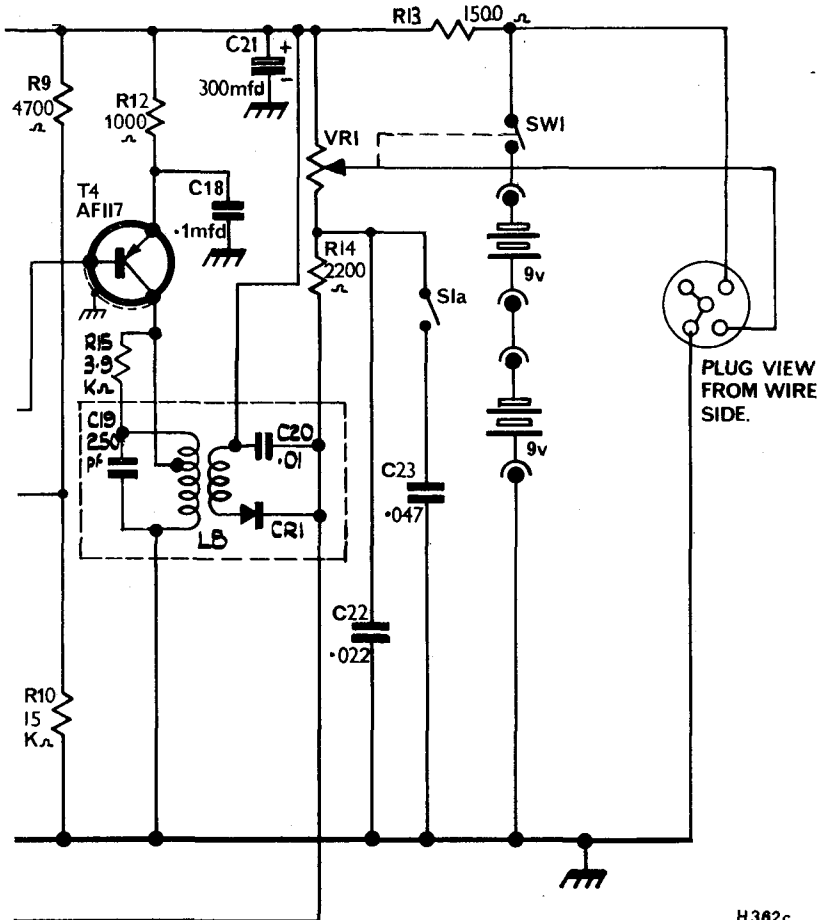 R13
1500 Ω
R9
4700
Ω
R12
1000
Ω
C21 +
-
300mfd
VR1
SW1
T4
AF117
C18
.1mfd
R14
2200
Ω
S1a
9v
R15
3.9
KΩ
PLUG VIEW
FROM WIRE
SIDE.
C19
250
pf
C20
.01
CR1
L8
9v
C23
.047
C22
.022
R10
15
KΩ
H362c